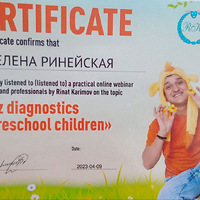 RTIFICATE
cate confirms that
ЕЛЕНА РИНЕЙСКАЯ
y listened to (listened to) a practical online webinar
and professionals by Rinat Karimov on the topic
z diagnostics
reschool children»
Date:
2023-04-09